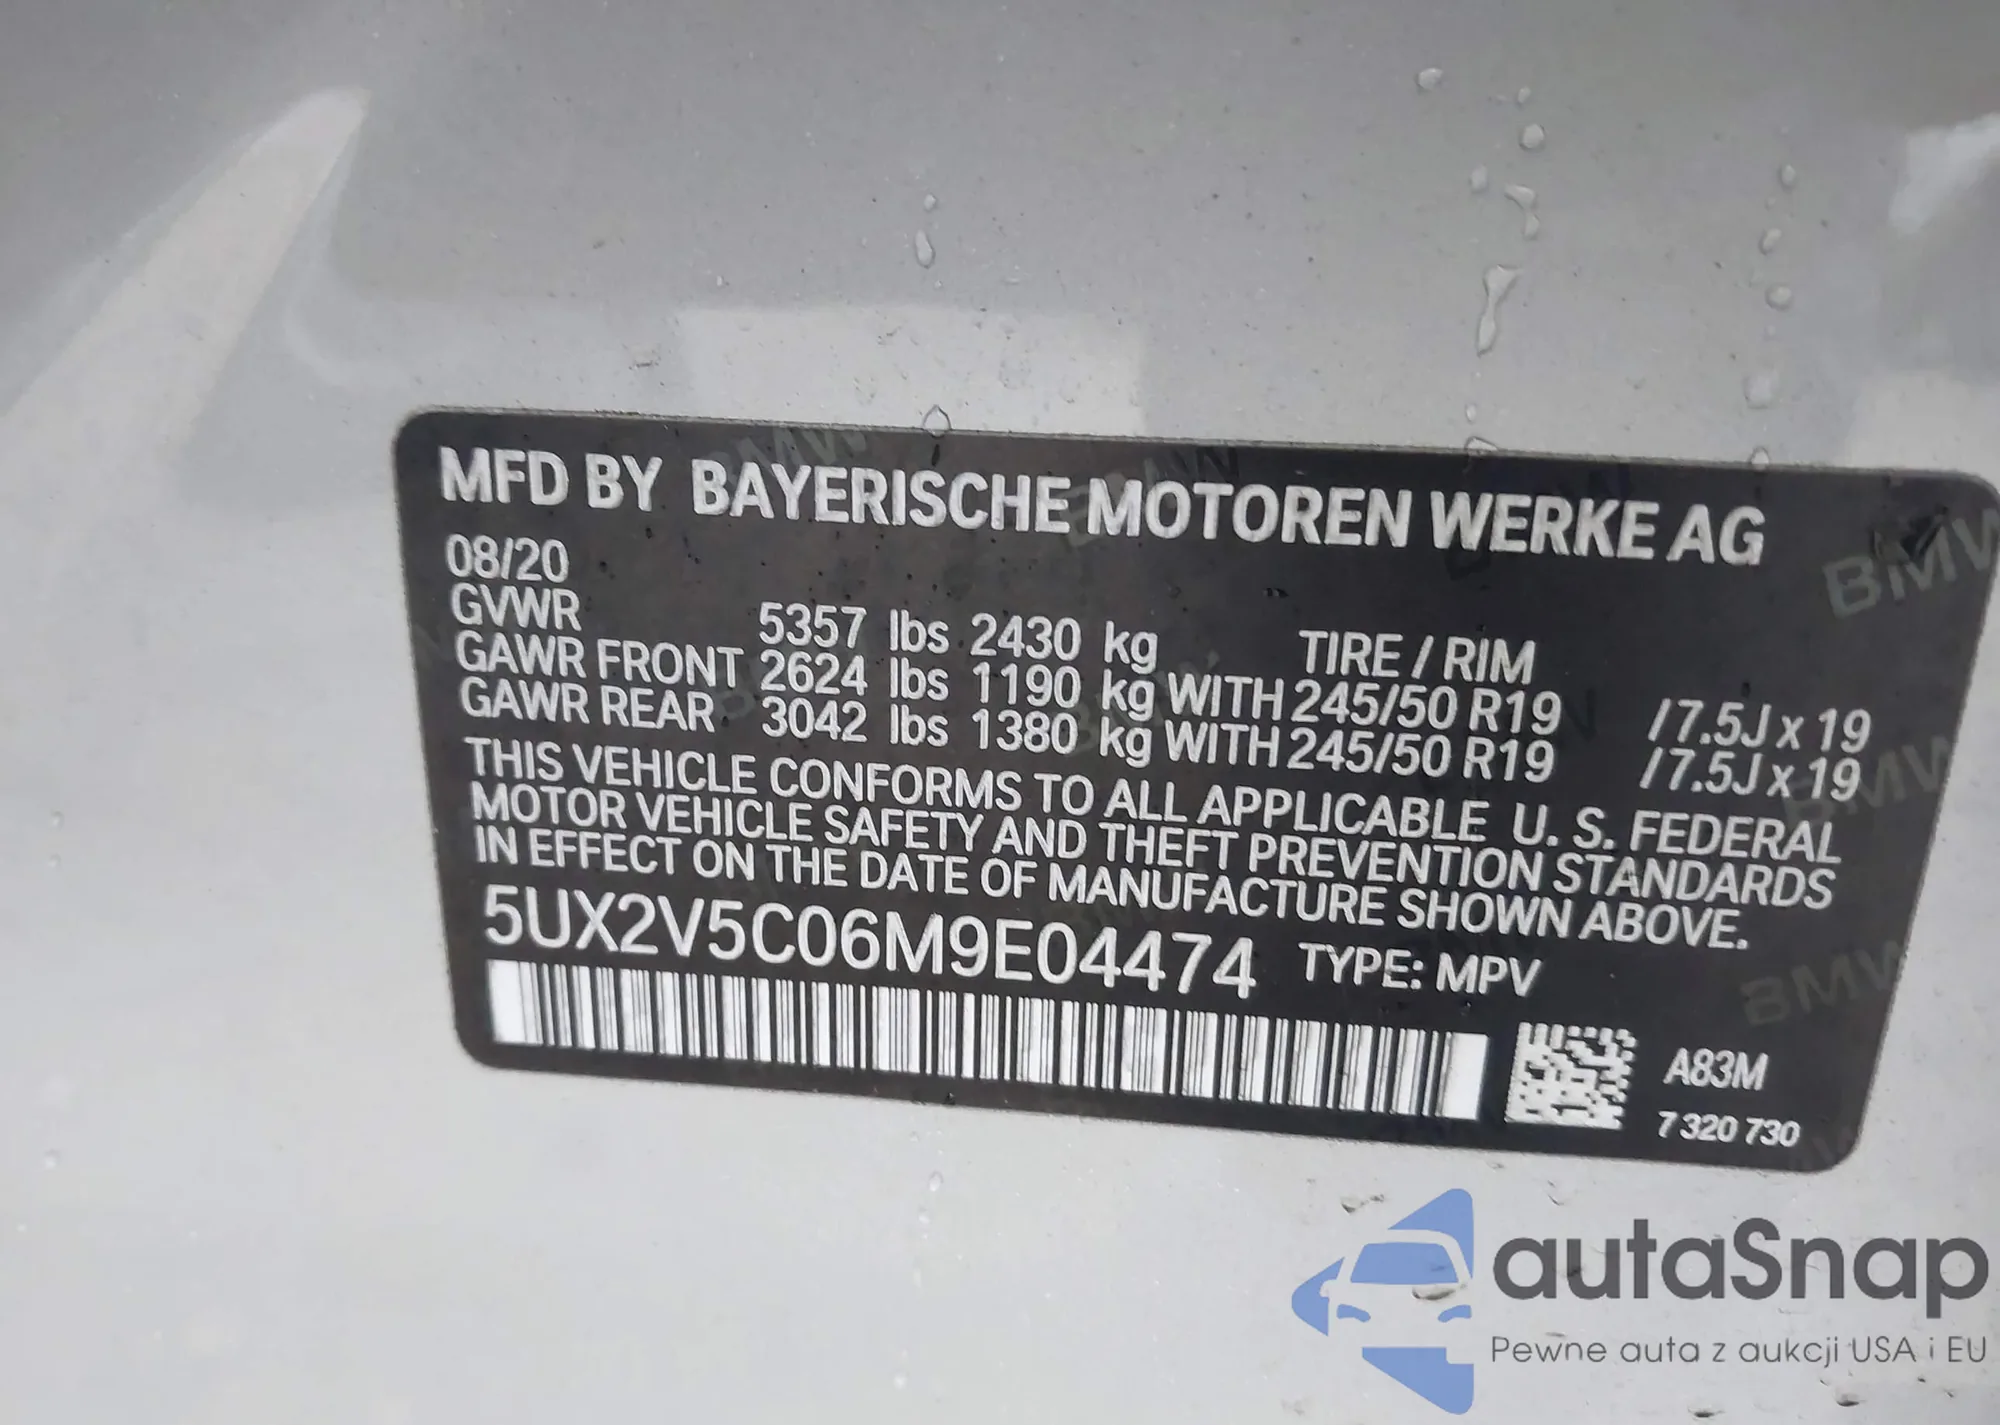 MFD BY BAYERISCHE MOTOREN WERKE AG
08/20
GVWR 5357 lbs 2430 kg TIRE / RIM
GAWR FRONT 2624 lbs 1190 kg WITH 245/50 R19 / 7.5J x 19
GAWR REAR 3042 lbs 1380 kg WITH 245/50 R19 / 7.5J x 19
THIS VEHICLE CONFORMS TO ALL APPLICABLE U. S. FEDERAL
MOTOR VEHICLE SAFETY AND THEFT PREVENTION STANDARDS
IN EFFECT ON THE DATE OF MANUFACTURE SHOWN ABOVE.
5UX2V5C06M9E04474 TYPE: MPV
A83M
7 320 730
autaSnap
Pewne auta z aukcji USA i EU